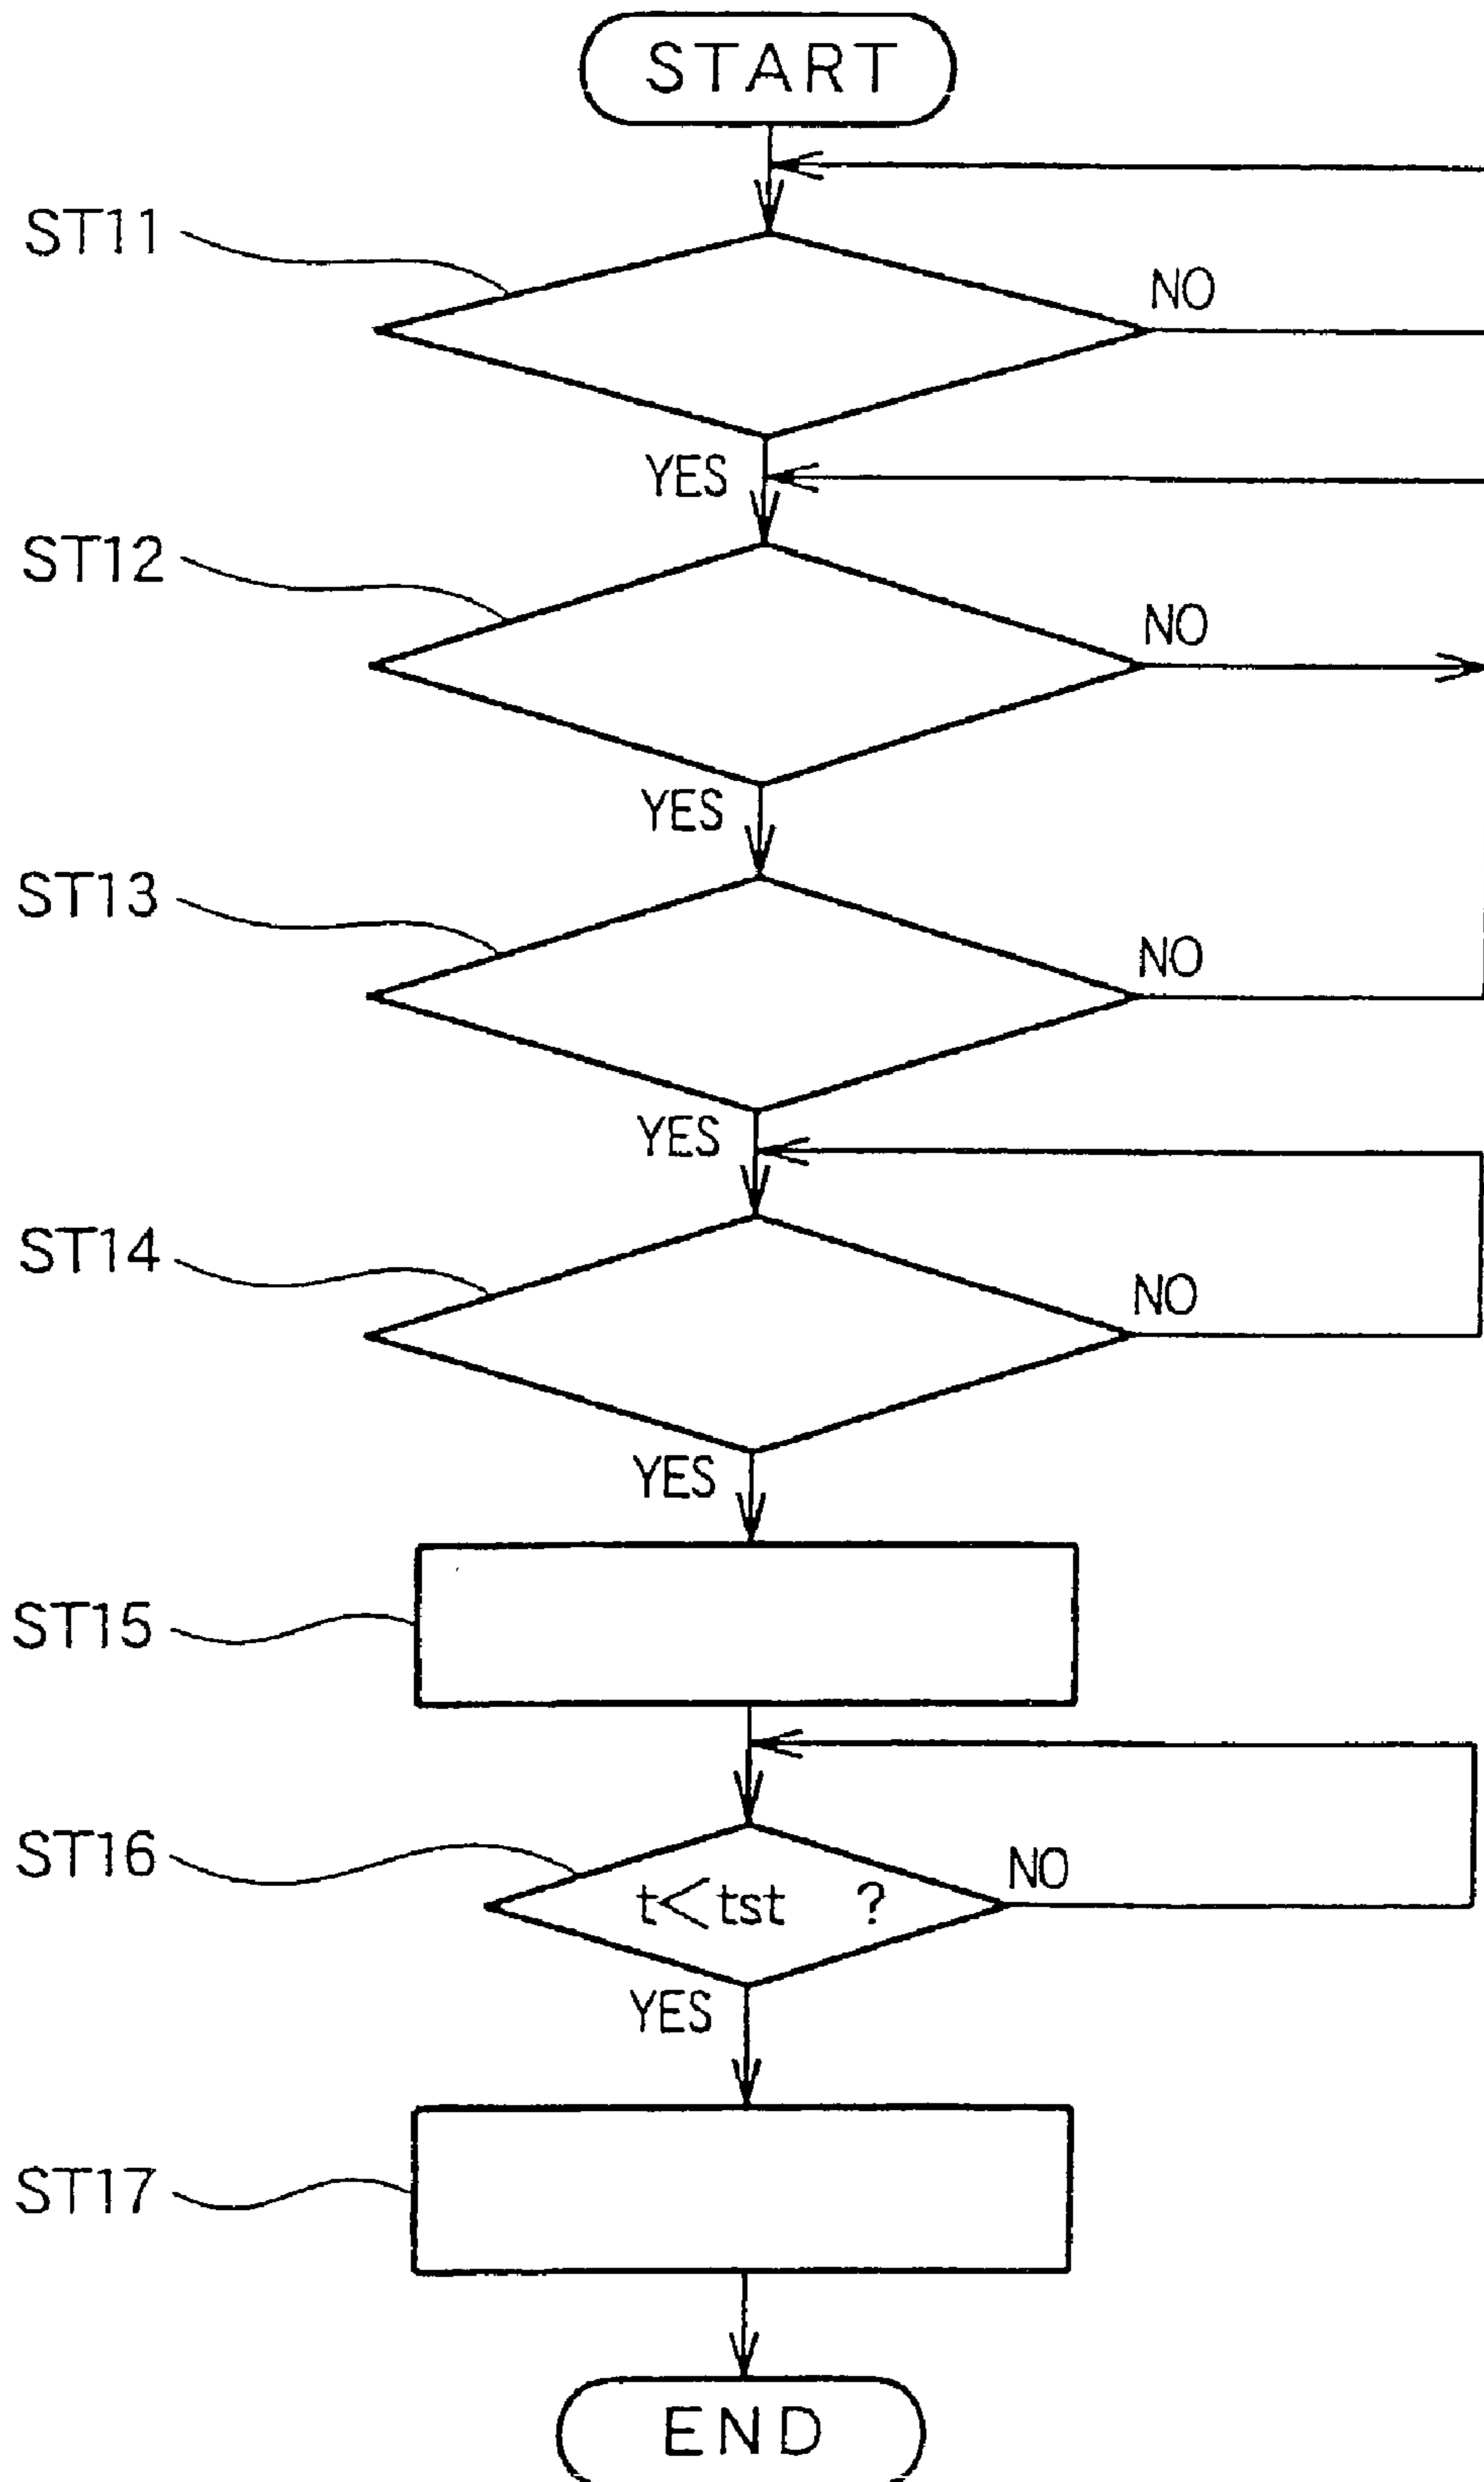 START
ST11
NO
YES
ST12
NO
YES
ST13
NO
YES
ST14
NO
YES
ST15
ST16
t<tst ?
NO
YES
ST17
END